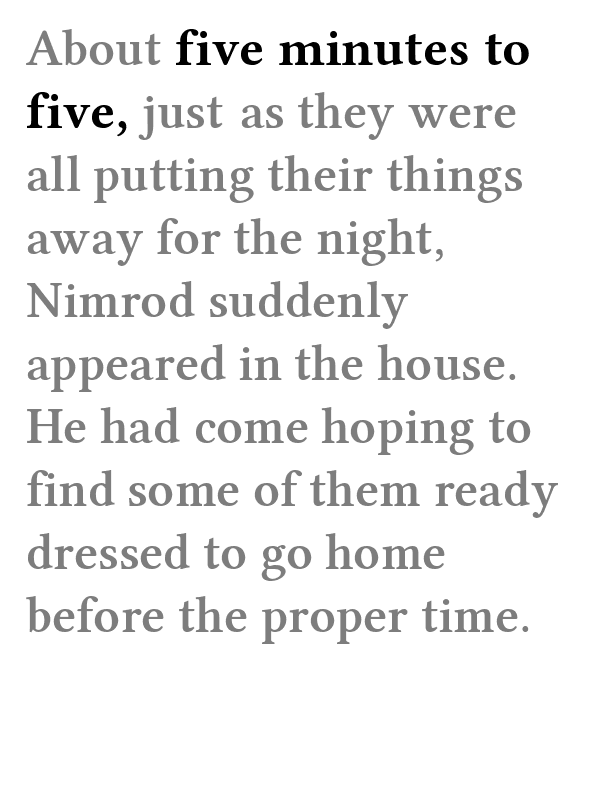 About five minutes to
five, just as they were
all putting their things
away for the night,
Nimrod suddenly
appeared in the house.
He had come hoping to
find some of them ready
dressed to go home
before the proper time.